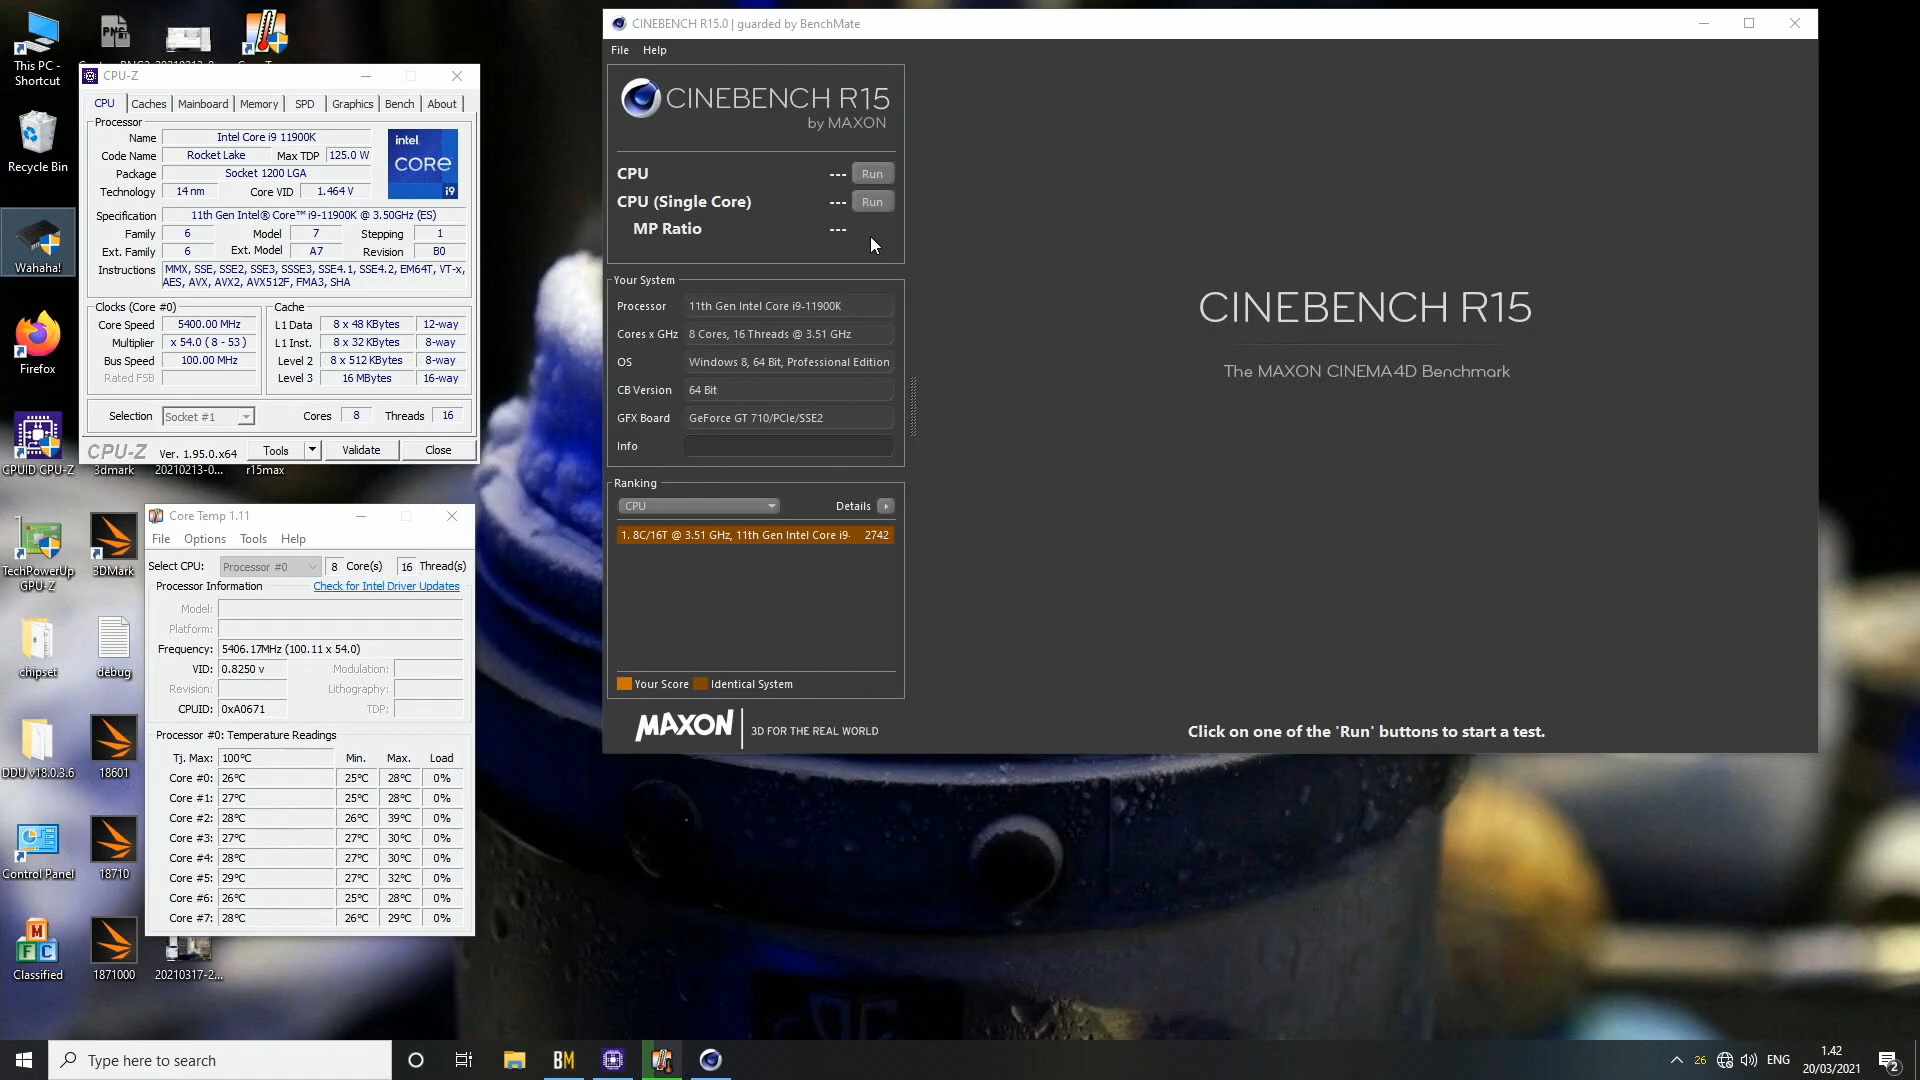 This PC -
Shortcut
PNG
Recycle Bin
Wahaha!
Firefox
CPUID CPU-Z
3dmark
20210213-0...
r15max
TechPowerUp
GPU-Z
3DMark
chipset
debug
DDU v18.0.3.6
18601
Control Panel
18710
Classified
1871000
20210317-2...
CPU-Z
CPU
Caches
Mainboard
Memory
SPD
Graphics
Bench
About
Processor
Name Intel Core i9 11900K
Code Name Rocket Lake Max TDP 125.0 W
Package Socket 1200 LGA
Technology 14 nm Core VID 1.464 V
intel
CORE
i9
Specification 11th Gen Intel® Core™ i9-11900K @ 3.50GHz (ES)
Family 6 Model 7 Stepping 1
Ext. Family 6 Ext. Model A7 Revision B0
Instructions MMX, SSE, SSE2, SSE3, SSSE3, SSE4.1, SSE4.2, EM64T, VT-x,
AES, AVX, AVX2, AVX512F, FMA3, SHA
Clocks (Core #0)
Core Speed 5400.00 MHz
Multiplier x 54.0 ( 8 - 53 )
Bus Speed 100.00 MHz
Rated FSB
Cache
L1 Data 8 x 48 KBytes 12-way
L1 Inst. 8 x 32 KBytes 8-way
Level 2 8 x 512 KBytes 8-way
Level 3 16 MBytes 16-way
Selection Socket #1 Cores 8 Threads 16
CPU-Z Ver. 1.95.0.x64 Tools Validate Close
Core Temp 1.11
File Options Tools Help
Select CPU: Processor #0 8 Core(s) 16 Thread(s)
Processor Information Check for Intel Driver Updates
Model:
Platform:
Frequency: 5406.17MHz (100.11 x 54.0)
VID: 0.8250 v Modulation:
Revision: Lithography:
CPUID: 0xA0671 TDP:
Processor #0: Temperature Readings
Tj. Max: 100°C Min. Max. Load
Core #0: 26°C 25°C 28°C 0%
Core #1: 27°C 25°C 28°C 0%
Core #2: 28°C 26°C 39°C 0%
Core #3: 27°C 27°C 30°C 0%
Core #4: 28°C 27°C 30°C 0%
Core #5: 29°C 27°C 32°C 0%
Core #6: 26°C 25°C 28°C 0%
Core #7: 28°C 26°C 29°C 0%
CINEBENCH R15.0 | guarded by BenchMate
File Help
CINEBENCH R15
by MAXON
CPU --- Run
CPU (Single Core) --- Run
MP Ratio ---
Your System
Processor 11th Gen Intel Core i9-11900K
Cores x GHz 8 Cores, 16 Threads @ 3.51 GHz
OS Windows 8, 64 Bit, Professional Edition
CB Version 64 Bit
GFX Board GeForce GT 710/PCIe/SSE2
Info
Ranking
CPU Details
1. 8C/16T @ 3.51 GHz, 11th Gen Intel Core i9- 2742
Your Score Identical System
MAXON 3D FOR THE REAL WORLD
CINEBENCH R15
The MAXON CINEMA4D Benchmark
Click on one of the 'Run' buttons to start a test.
Type here to search
BM
26
ENG
1.42
20/03/2021
2